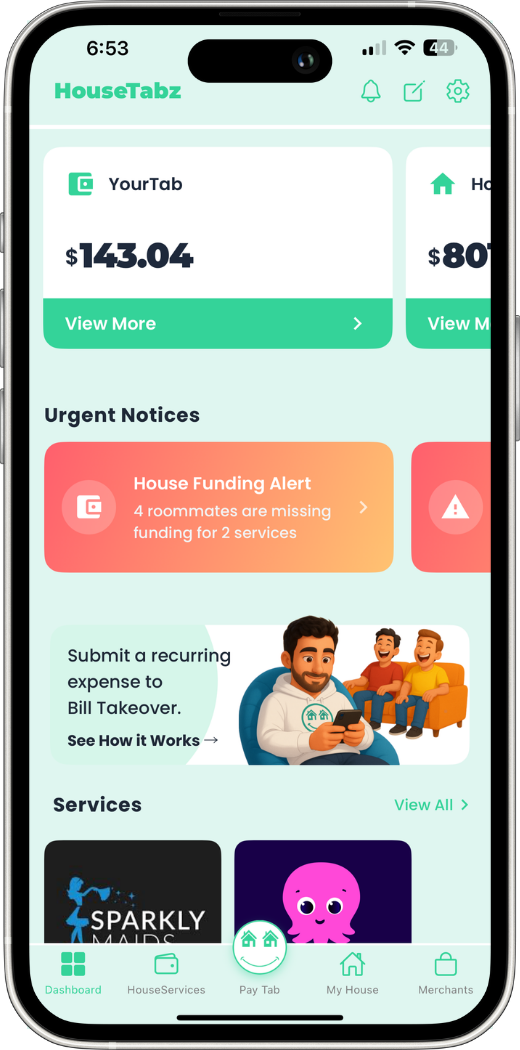 6:53
44
HouseTabz
YourTab
$143.04
View More
$80
View M
Urgent Notices
House Funding Alert
4 roommates are missing
funding for 2 services
Submit a recurring
expense to
Bill Takeover.
See How it Works →
Services
View All
SPARKLY
MAIDS
Dashboard
HouseServices
Pay Tab
My House
Merchants